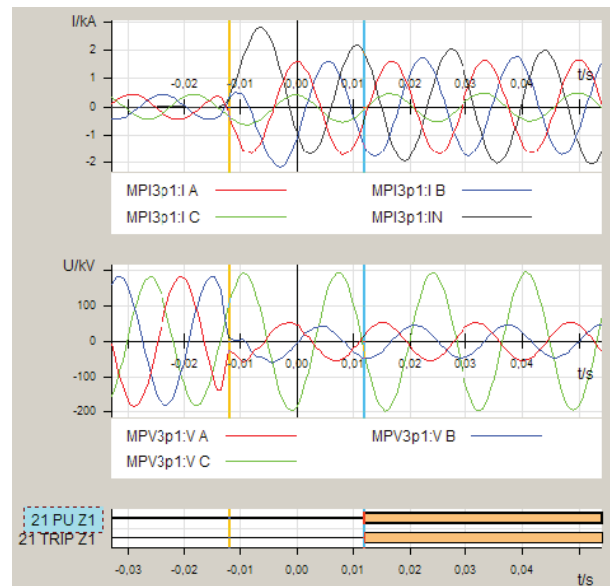 I/kA
2
1
0
-1
-2
-0,02 -0,01 0,00 0,01 0,02 0,03 0,04 t/s
MPI3p1:I A MPI3p1:I B
MPI3p1:I C MPI3p1:IN
U/kV
100
0
-100
-200
-0,02 -0,01 0,00 0,01 0,02 0,03 0,04
t/s
MPV3p1:V A MPV3p1:V B
MPV3p1:V C
21 PU Z1
21 TRIP Z1
-0,03 -0,02 -0,01 0,00 0,01 0,02 0,03 0,04 t/s